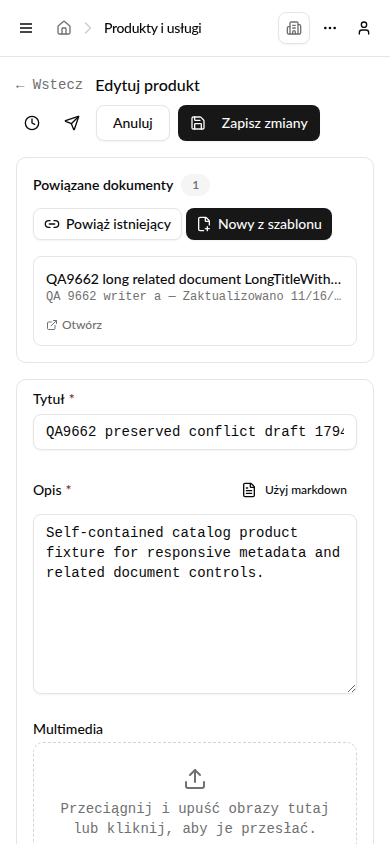 Produkty i usługi
← Wstecz Edytuj produkt
Anuluj Zapisz zmiany
Powiązane dokumenty 1
Powiąż istniejący Nowy z szablonu
QA9662 long related document LongTitleWith...
QA 9662 writer a — Zaktualizowano 11/16/…
Otwórz
Tytuł *
QA9662 preserved conflict draft 1794
Opis * Użyj markdown
Self-contained catalog product
fixture for responsive metadata and
related document controls.
Multimedia
Przeciągnij i upuść obrazy tutaj
lub kliknij, aby je przesłać.